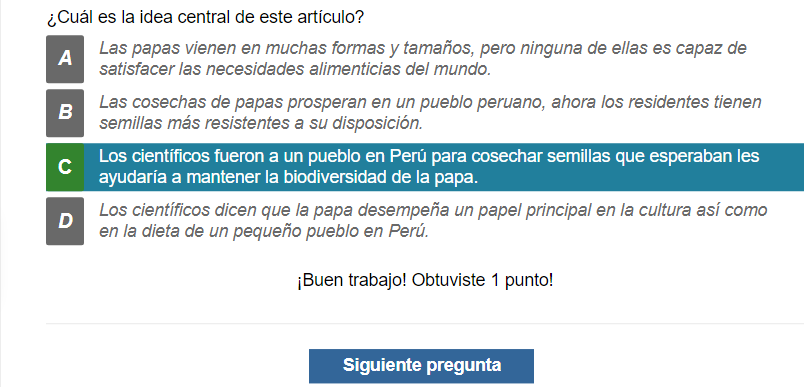 ¿Cuál es la idea central de este artículo?
A
Las papas vienen en muchas formas y tamaños, pero ninguna de ellas es capaz de
satisfacer las necesidades alimenticias del mundo.
B
Las cosechas de papas prosperan en un pueblo peruano, ahora los residentes tienen
semillas más resistentes a su disposición.
C
Los científicos fueron a un pueblo en Perú para cosechar semillas que esperaban les
ayudaría a mantener la biodiversidad de la papa.
D
Los científicos dicen que la papa desempeña un papel principal en la cultura así como
en la dieta de un pequeño pueblo en Perú.
¡Buen trabajo! Obtuviste 1 punto!
Siguiente pregunta